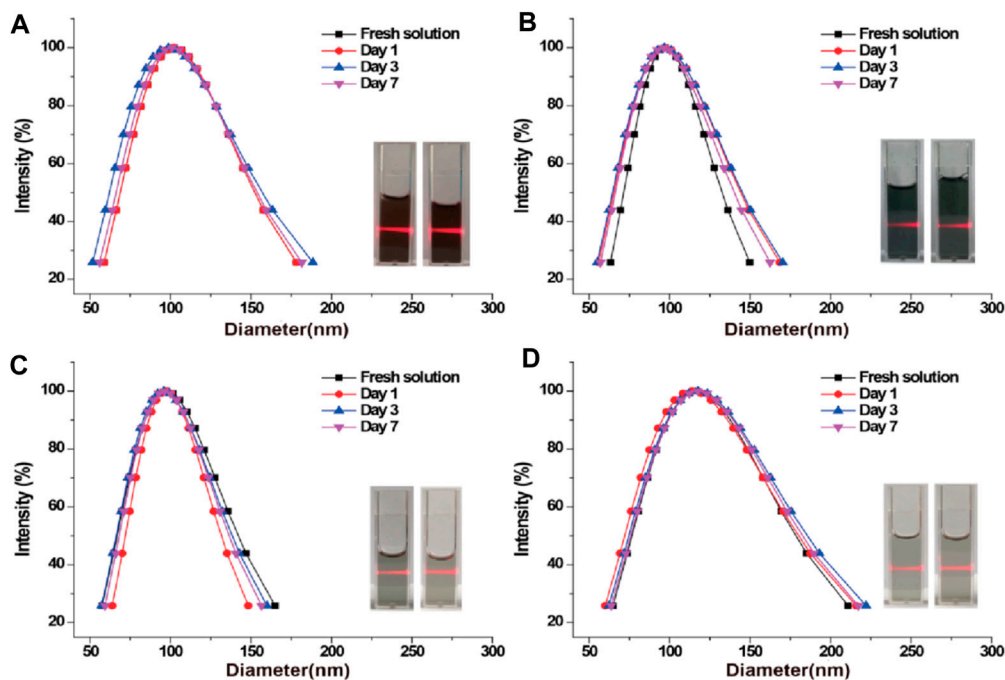 A
Fresh solution
Day 1
Day 3
Day 7
Intensity (%)
100
80
60
40
20
50 100 150 200 250 300
Diameter(nm)
B
Fresh solution
Day 1
Day 3
Day 7
Intensity (%)
100
80
60
40
20
50 100 150 200 250 300
Diameter(nm)
C
Fresh solution
Day 1
Day 3
Day 7
Intensity (%)
100
80
60
40
20
50 100 150 200 250 300
Diameter(nm)
D
Fresh solution
Day 1
Day 3
Day 7
Intensity (%)
100
80
60
40
20
50 100 150 200 250 300
Diameter(nm)